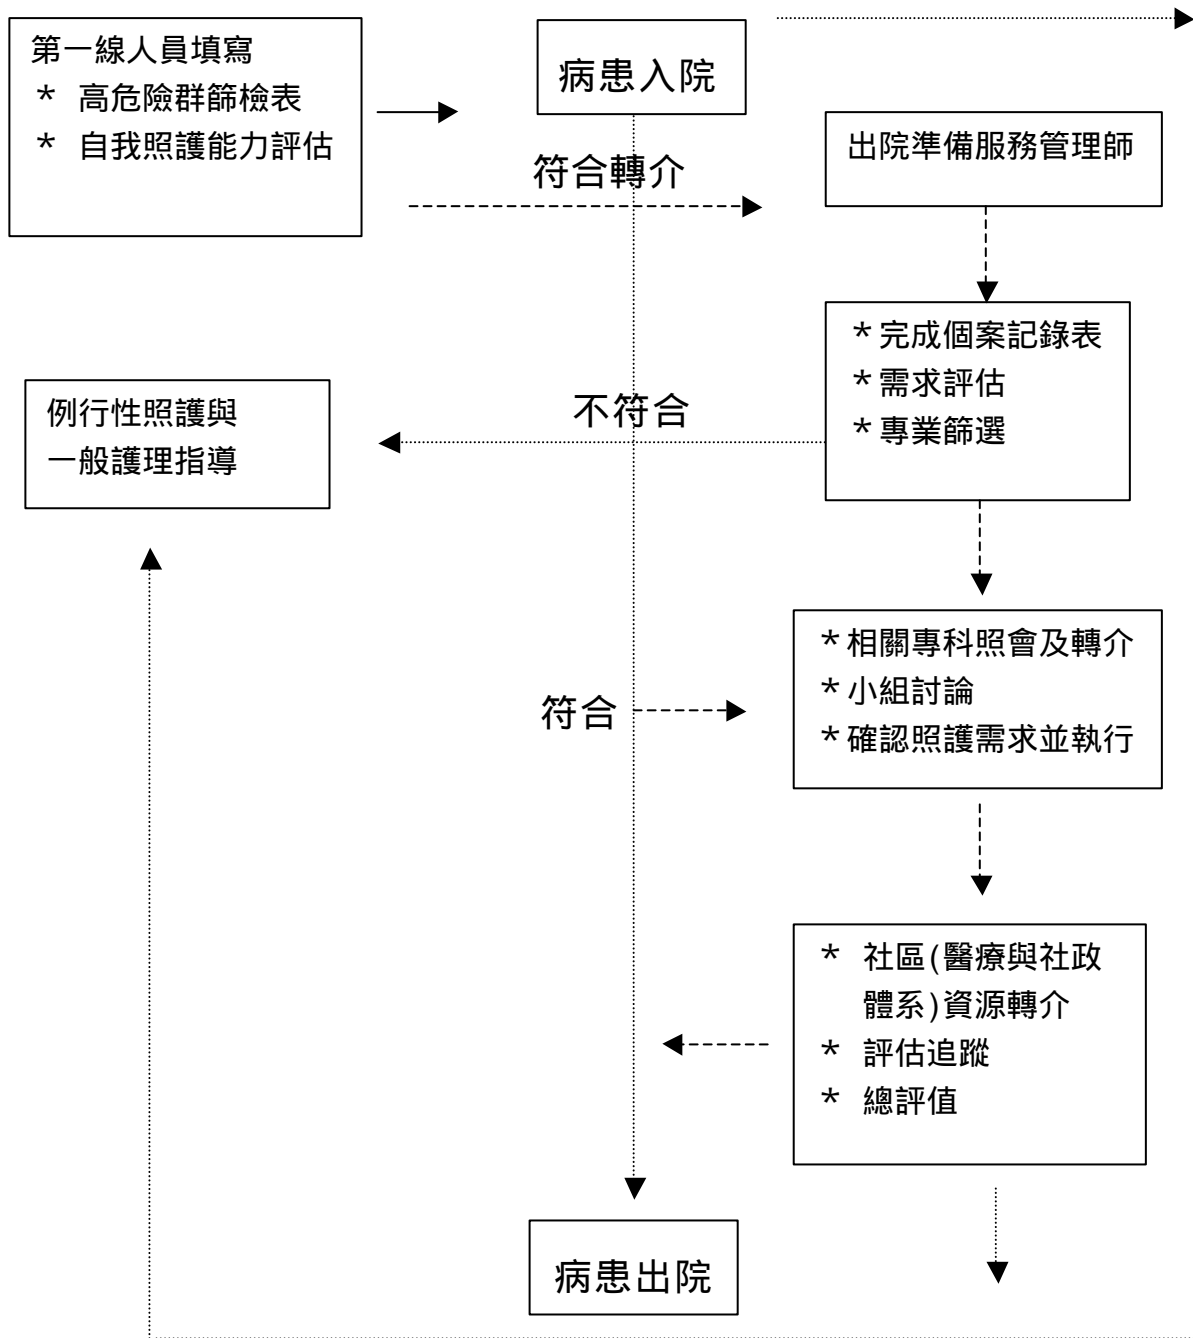 第一線人員填寫
* 高危險群篩檢表
* 自我照護能力評估
病患入院
出院準備服務管理師
符合轉介
*完成個案記錄表
*需求評估
*專業篩選
不符合
例行性照護與
一般護理指導
*相關專科照會及轉介
*小組討論
*確認照護需求並執行
符合
* 社區(醫療與社政
體系)資源轉介
* 評估追蹤
* 總評值
病患出院